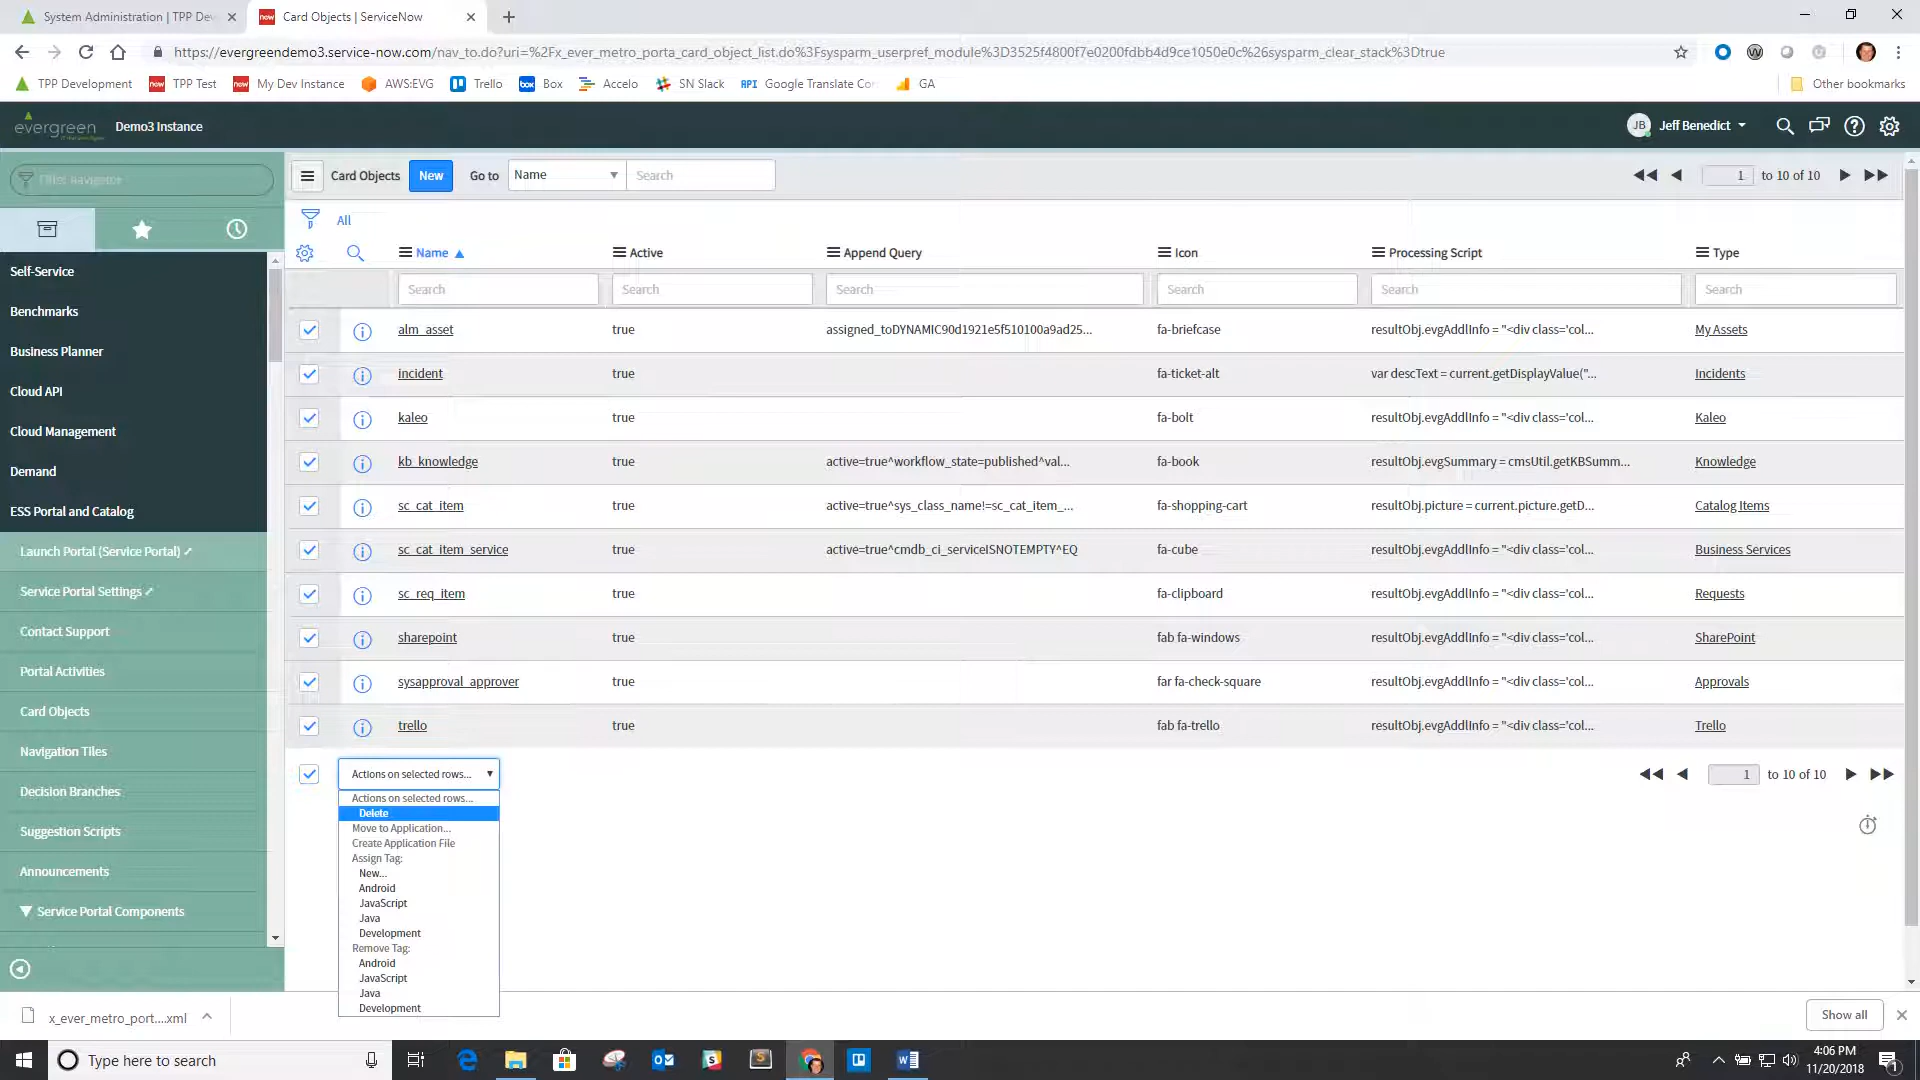 System Administration | TPP Dev
Card Objects | ServiceNow
https://evergreendemo3.service-now.com/nav_to.do?uri=%2Fx_ever_metro_porta_card_object_list.do%3Fsysparm_userpref_module%3D3525f4800f7e0200fdbb4d9ce1050e0c%26sysparm_clear_stack%3Dtrue
TPP Development
TPP Test
My Dev Instance
AWS:EVG
Trello
Box
Accelo
SN Slack
API Google Translate Co
GA
Other bookmarks
evergreen
Demo3 Instance
JB Jeff Benedict
Filter navigator
Card Objects
New
Go to
Name
Search
1 to 10 of 10
All
Name
Active
Append Query
Icon
Processing Script
Type
Search
Search
Search
Search
Search
Search
Self-Service
Benchmarks
Business Planner
Cloud API
Cloud Management
Demand
ESS Portal and Catalog
Launch Portal (Service Portal)
Service Portal Settings
Contact Support
Portal Activities
Card Objects
Navigation Tiles
Decision Branches
Suggestion Scripts
Announcements
Service Portal Components
alm_asset true assigned_toDYNAMIC90d1921e5f510100a9ad25... fa-briefcase resultObj.evgAddlInfo = "<div class='col... My Assets
incident true fa-ticket-alt var descText = current.getDisplayValue("... Incidents
kaleo true fa-bolt resultObj.evgAddlInfo = "<div class='col... Kaleo
kb_knowledge true active=true^workflow_state=published^val... fa-book resultObj.evgSummary = cmsUtil.getKBSumm... Knowledge
sc_cat_item true active=true^sys_class_name!=sc_cat_item_... fa-shopping-cart resultObj.picture = current.picture.getD... Catalog Items
sc_cat_item_service true active=true^cmdb_ci_serviceISNOTEMPTY^EQ fa-cube resultObj.evgAddlInfo = "<div class='col... Business Services
sc_req_item true fa-clipboard resultObj.evgAddlInfo = "<div class='col... Requests
sharepoint true fab fa-windows resultObj.evgAddlInfo = "<div class='col... SharePoint
sysapproval_approver true far fa-check-square resultObj.evgAddlInfo = "<div class='col... Approvals
trello true fab fa-trello resultObj.evgAddlInfo = "<div class='col... Trello
Actions on selected rows...
1 to 10 of 10
Actions on selected rows...
Delete
Move to Application...
Create Application File
Assign Tag:
New...
Android
JavaScript
Java
Development
Remove Tag:
Android
JavaScript
Java
Development
x_ever_metro_port....xml
Show all
Type here to search
4:06 PM
11/20/2018
1